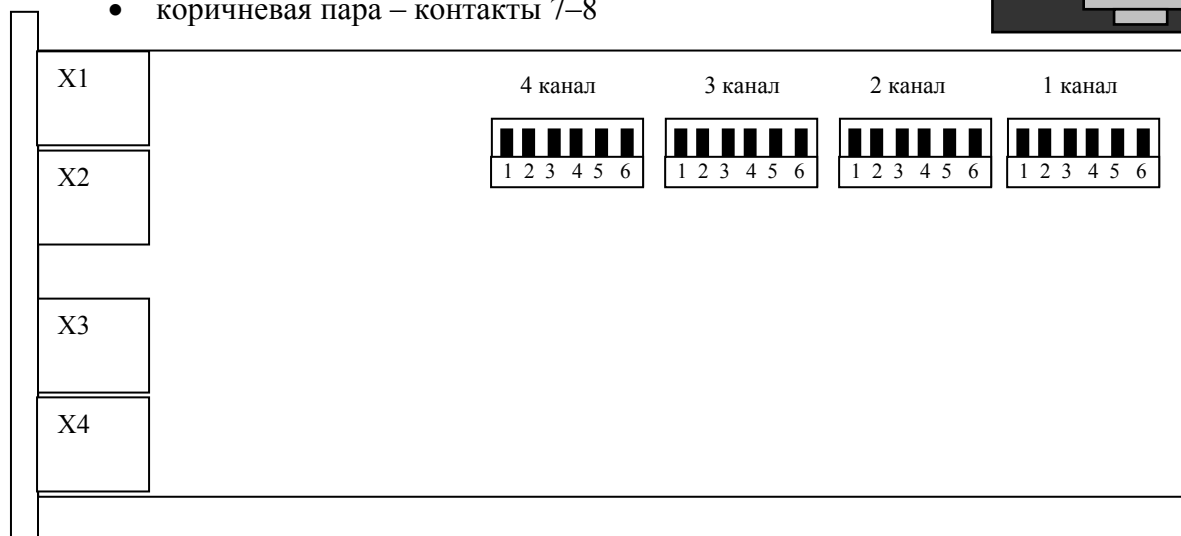 • коричневая пара – контакты 7–8
X1
4 канал 3 канал 2 канал 1 канал
1 2 3 4 5 6 1 2 3 4 5 6 1 2 3 4 5 6 1 2 3 4 5 6
X2
X3
X4